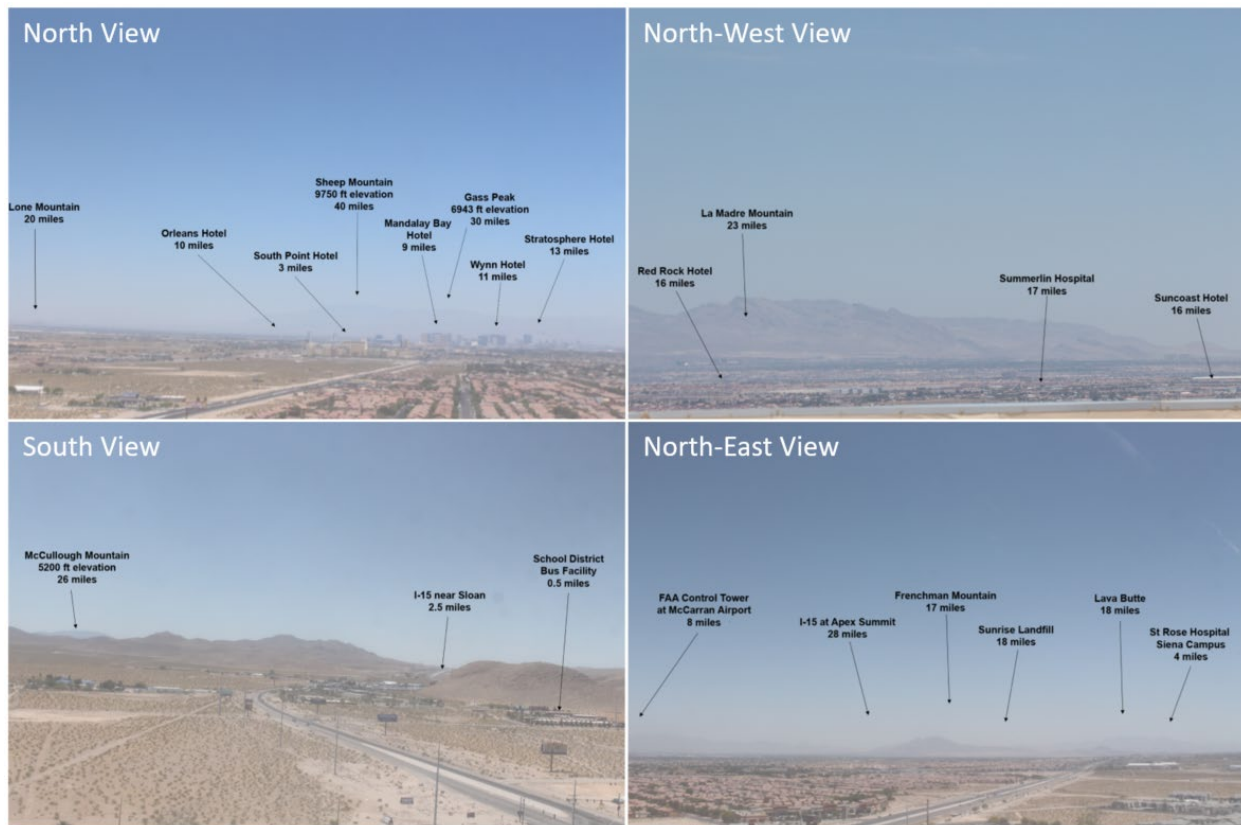 North View
Lone Mountain
20 miles
Orleans Hotel
10 miles
South Point Hotel
3 miles
Sheep Mountain
9750 ft elevation
40 miles
Mandalay Bay
Hotel
9 miles
Gass Peak
6943 ft elevation
30 miles
Wynn Hotel
11 miles
Stratosphere Hotel
13 miles
North-West View
Red Rock Hotel
16 miles
La Madre Mountain
23 miles
Summerlin Hospital
17 miles
Suncoast Hotel
16 miles
South View
McCullough Mountain
5200 ft elevation
26 miles
I-15 near Sloan
2.5 miles
School District
Bus Facility
0.5 miles
North-East View
FAA Control Tower
at McCarran Airport
8 miles
I-15 at Apex Summit
28 miles
Frenchman Mountain
17 miles
Sunrise Landfill
18 miles
Lava Butte
18 miles
St Rose Hospital
Siena Campus
4 miles